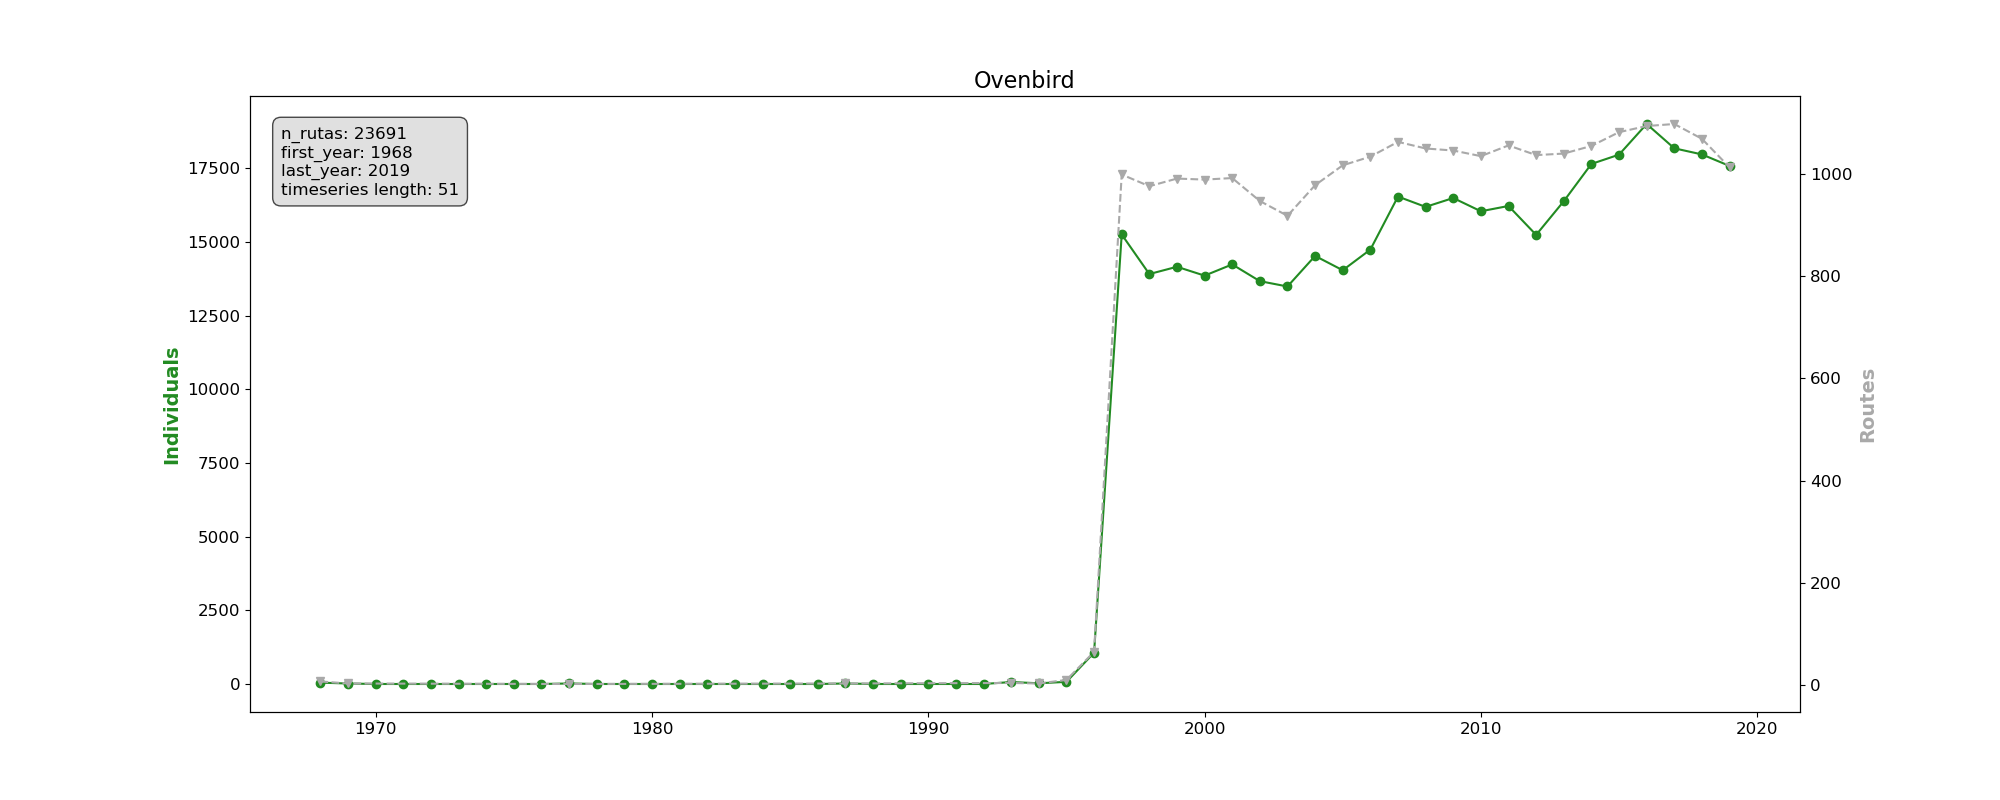 Ovenbird
n_rutas: 23691
first_year: 1968
last_year: 2019
timeseries length: 51
Individuals
17500
15000
12500
10000
7500
5000
2500
0
1000
800
600
400
200
0
Routes
1970
1980
1990
2000
2010
2020